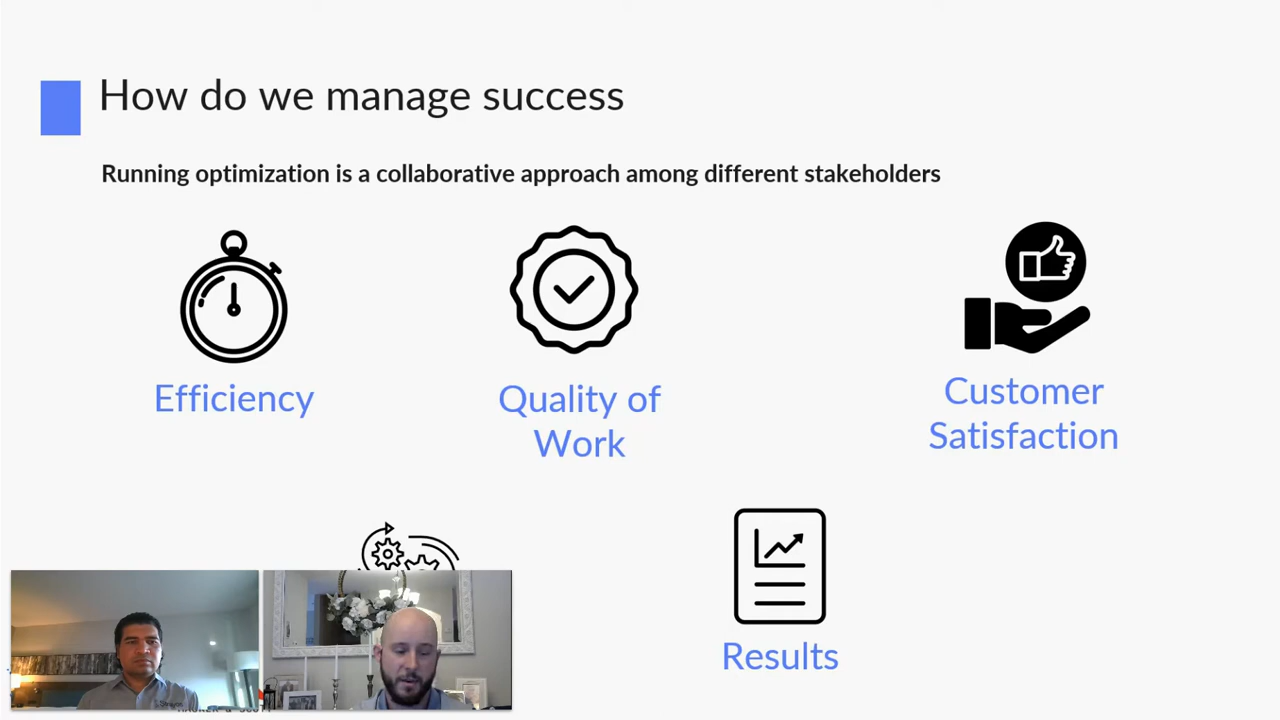 How do we manage success
Running optimization is a collaborative approach among different stakeholders
Efficiency
Quality of
Work
Customer
Satisfaction
Results